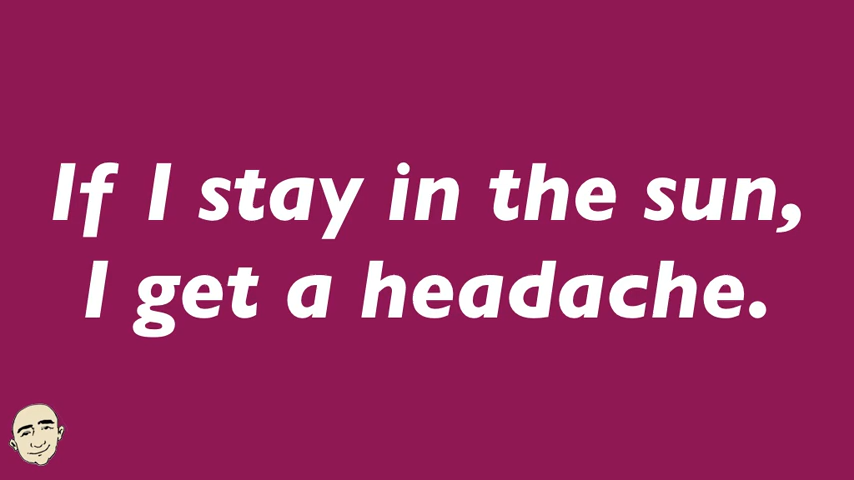 If I stay in the sun,
I get a headache.